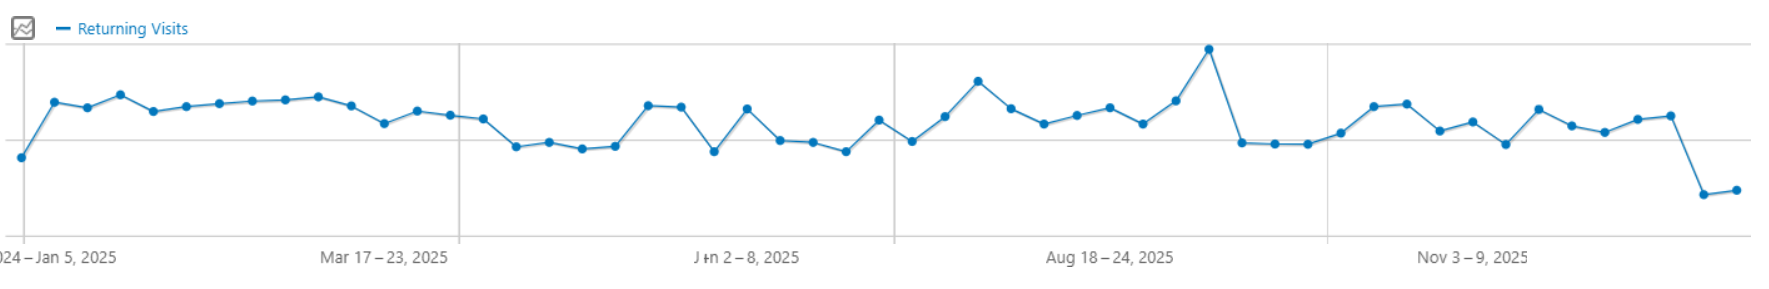 Returning Visits
024 – Jan 5, 2025
Mar 17 – 23, 2025
2 – 8, 2025
Aug 18 – 24, 2025
Nov 3 – 9, 2025